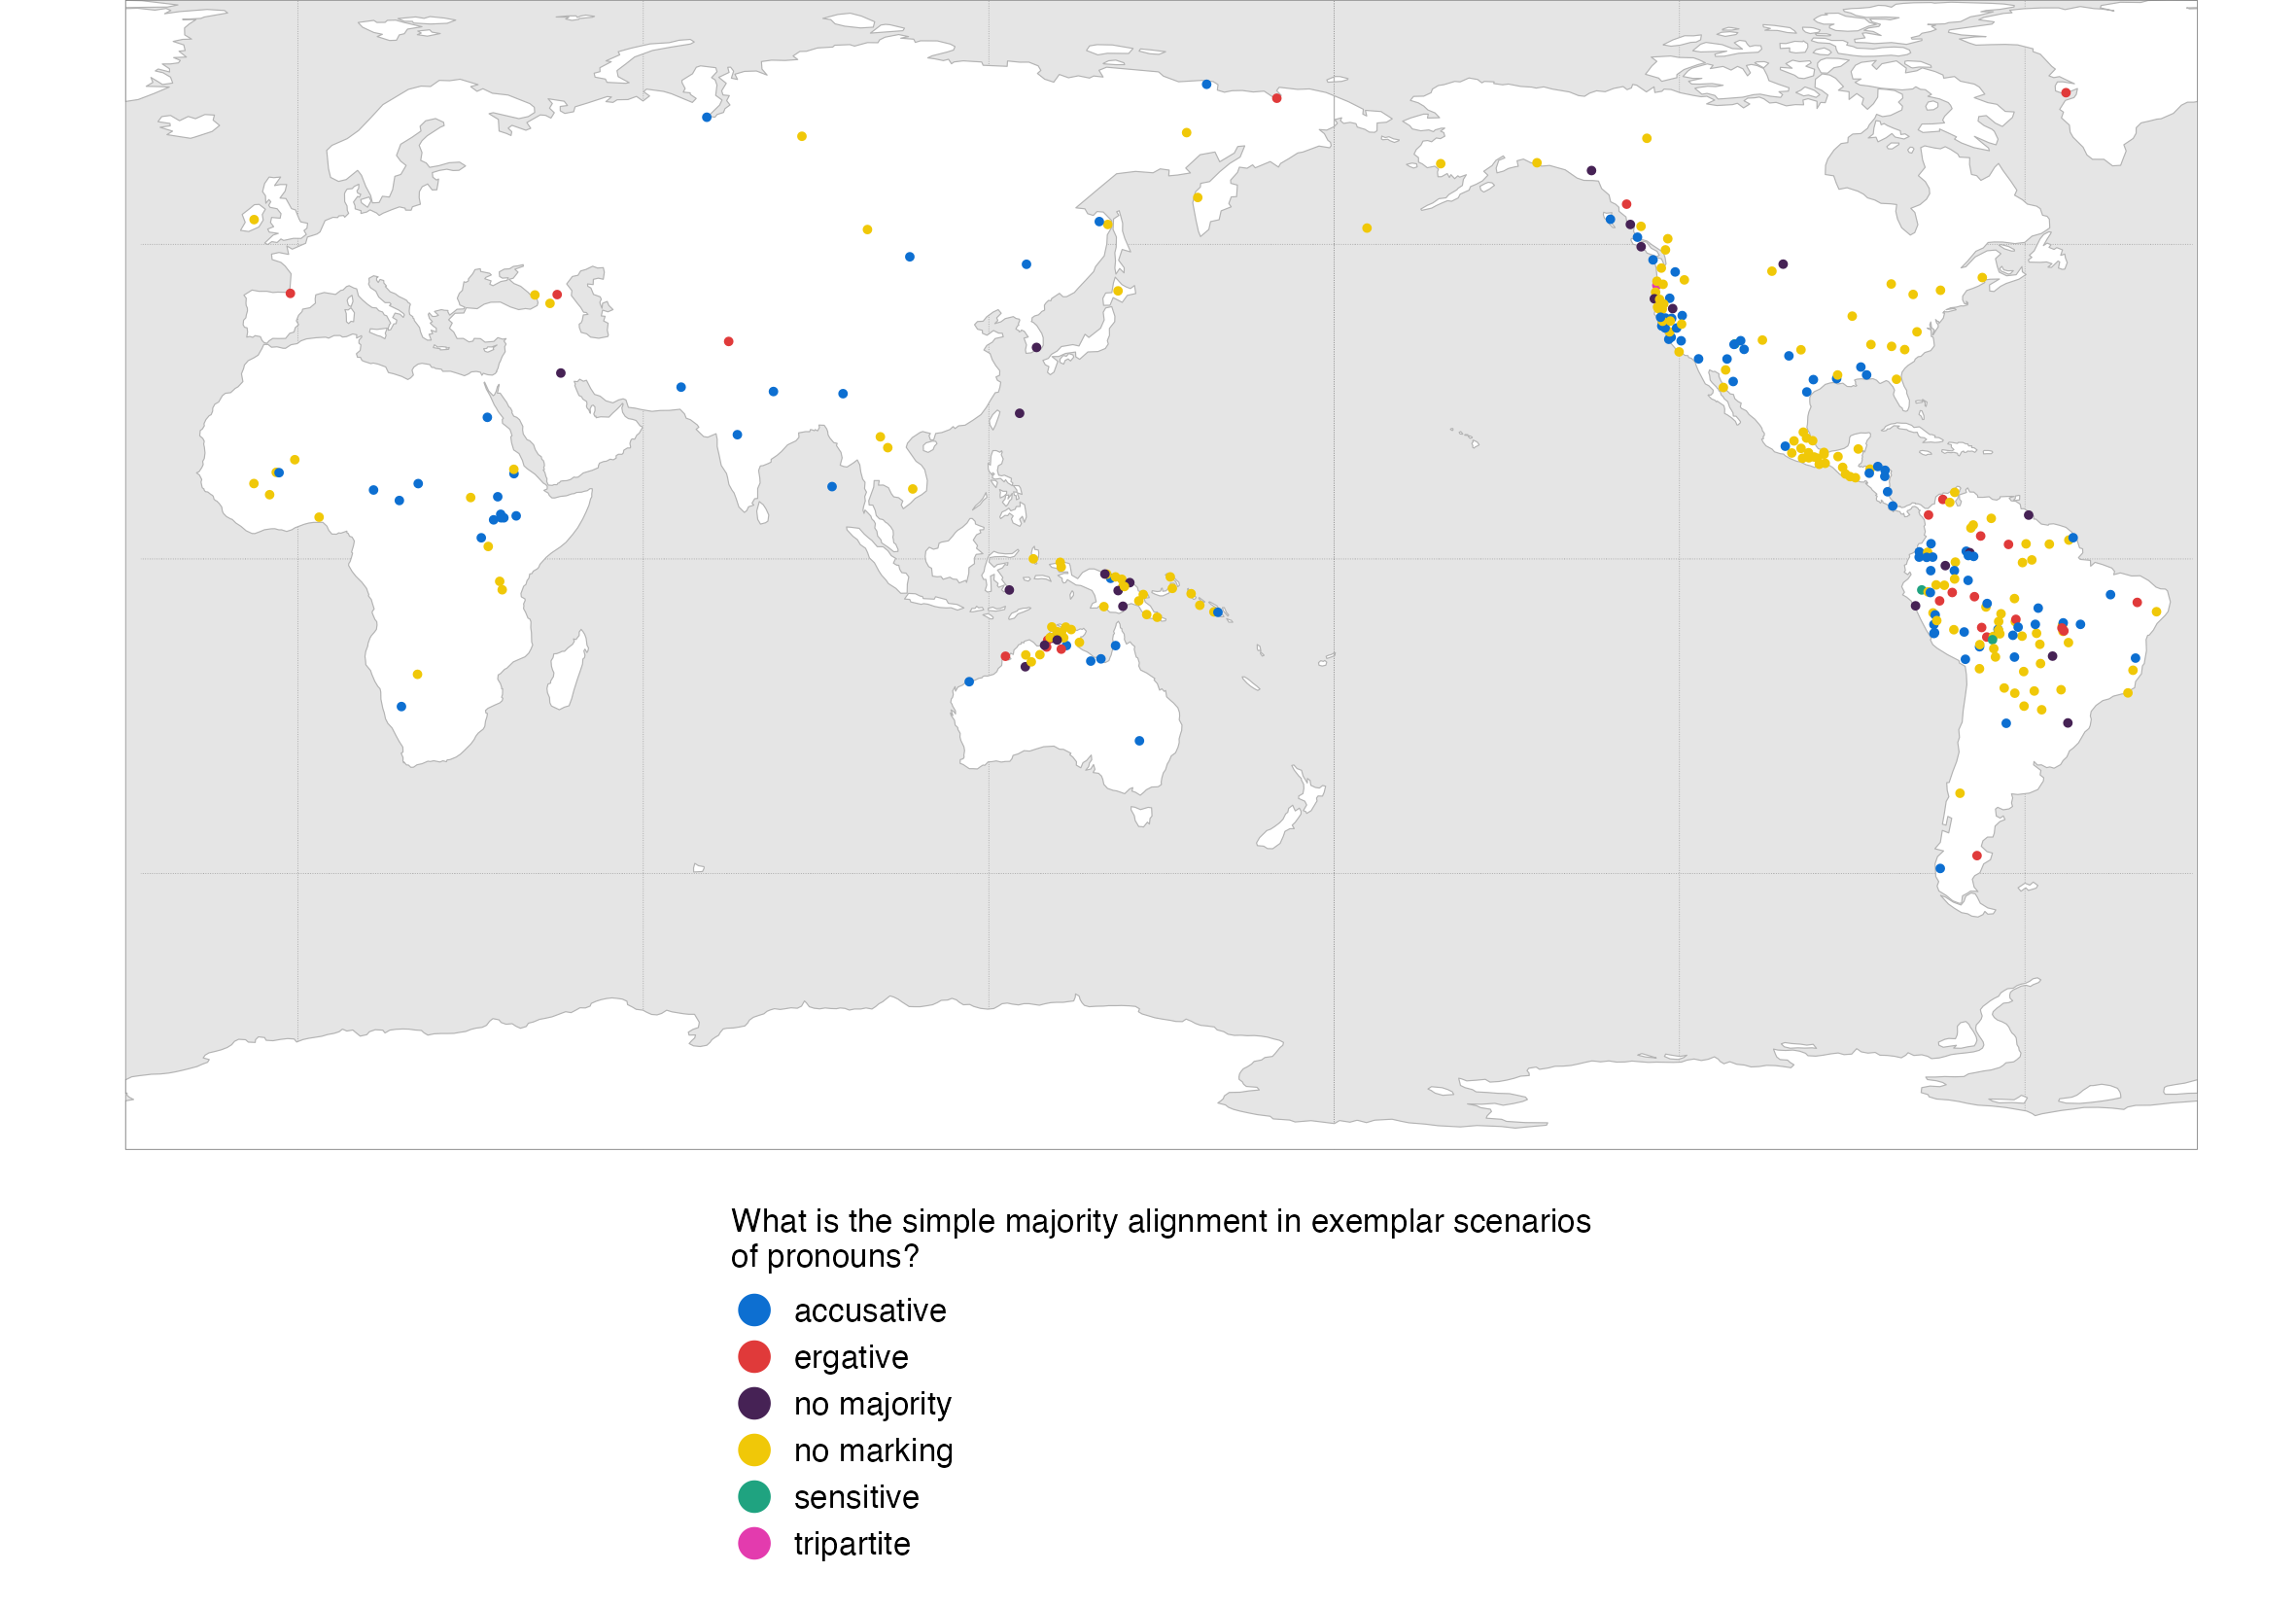 What is the simple majority alignment in exemplar scenarios
of pronouns?
accusative
ergative
no majority
no marking
sensitive
tripartite